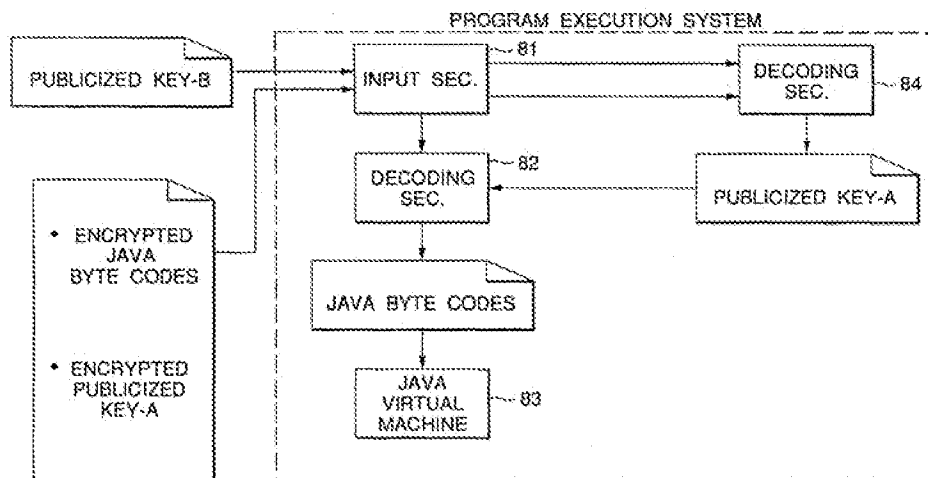 PROGRAM EXECUTION SYSTEM
PUBLICIZED KEY-B
INPUT SEC.
81
DECODING
SEC.
84
DECODING
SEC.
82
PUBLICIZED KEY-A
• ENCRYPTED
JAVA
BYTE CODES
• ENCRYPTED
PUBLICIZED
KEY-A
JAVA BYTE CODES
JAVA
VIRTUAL
MACHINE
83